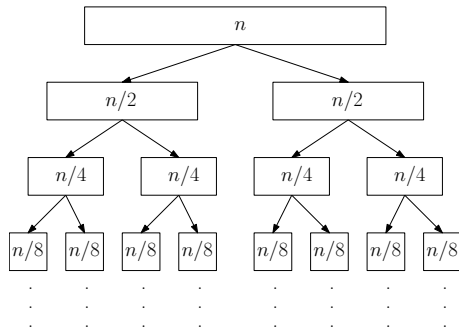 n
n/2 n/2
n/4 n/4 n/4 n/4
n/8 n/8 n/8 n/8 n/8 n/8 n/8 n/8
. . . . . . . .
. . . . . . . .
. . . . . . . .